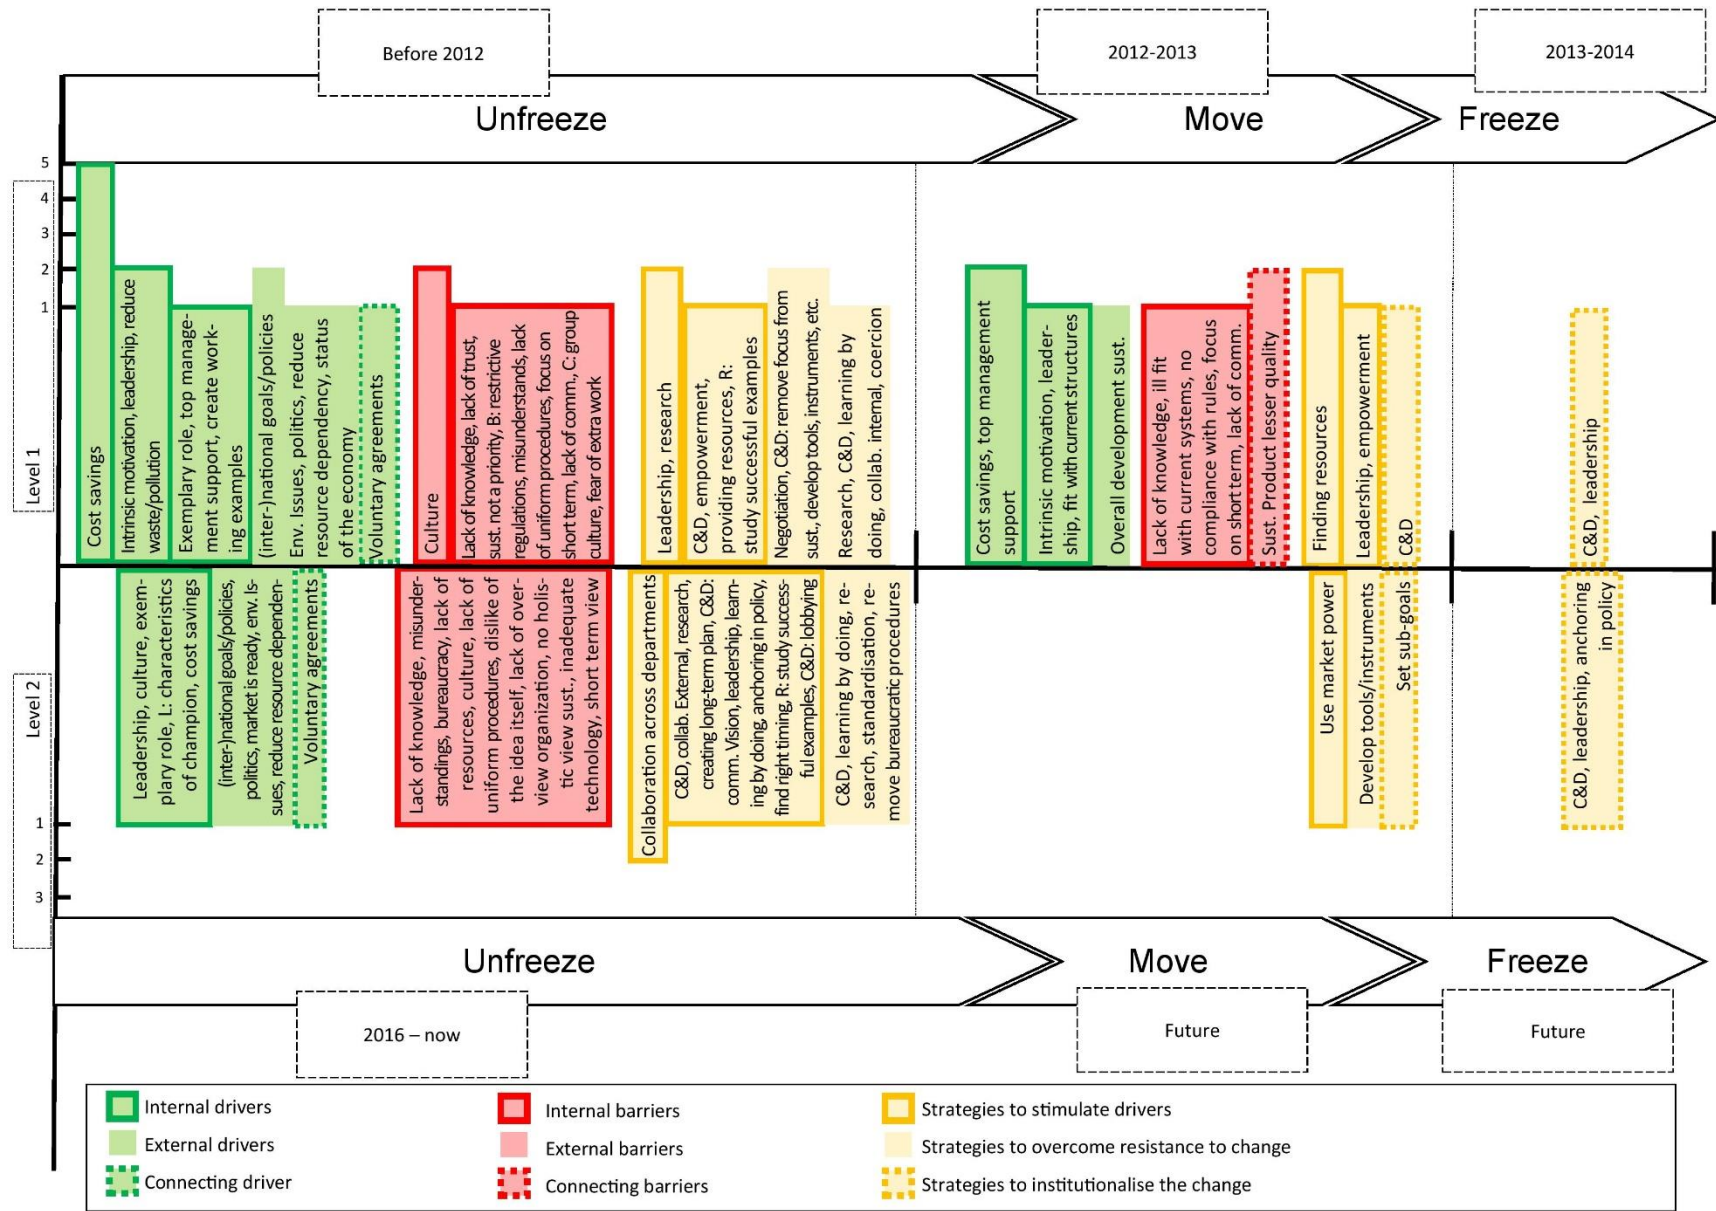 Before 2012
2012-2013
2013-2014
Unfreeze
Move
Freeze
5
4
3
2
1
Level 1
Cost savings
Intrinsic motivation, leadership, reduce
waste/pollution
Exemplary role, top manage-
ment support, create work-
ing examples
(inter-)national goals/policies
Env. Issues, politics, reduce
resource dependency, status
of the economy
Voluntary agreements
Culture
Lack of knowledge, lack of trust,
sust. not a priority, B: restrictive
regulations, misunderstands, lack
of uniform procedures, focus on
short term, lack of comm., C: group
culture, fear of extra work
Leadership, research
C&D, empowerment,
providing resources, R:
study successful examples
Negotiation, C&D: remove focus from
sust., develop tools, instruments, etc.
Research, C&D, learning by
doing, collab. internal, coercion
Cost savings, top management
support
Intrinsic motivation, leader-
ship, fit with current structures
Overall development sust.
Lack of knowledge, ill fit
with current systems, no
compliance with rules, focus
on short term, lack of comm.
Sust. Product lesser quality
Finding resources
Leadership, empowerment
C&D
C&D, leadership
Level 2
1
2
3
Leadership, culture, exem-
plary role, L: characteristics
of champion, cost savings
(inter-)national goals/policies,
politics, market is ready, env. Is-
sues, reduce resource dependen-
Voluntary agreements
Lack of knowledge, misunder-
standings, bureaucracy, lack of
resources, culture, lack of
uniform procedures, dislike of
the idea itself, lack of over-
view organization, no holis-
tic view sust., inadequate
technology, short term view
Collaboration across departments
C&D, collab. External, research,
creating long-term plan, C&D:
comm. Vision, leadership, learn-
ing by doing, anchoring in policy,
find right timing, R: study success-
ful examples, C&D: lobbying
C&D, learning by doing, re-
search, standardisation, re-
move bureaucratic procedures
Use market power
Develop tools/instruments
Set sub-goals
C&D, leadership, anchoring
in policy
Unfreeze
Move
Freeze
2016 – now
Future
Future
Internal drivers
External drivers
Connecting driver
Internal barriers
External barriers
Connecting barriers
Strategies to stimulate drivers
Strategies to overcome resistance to change
Strategies to institutionalise the change